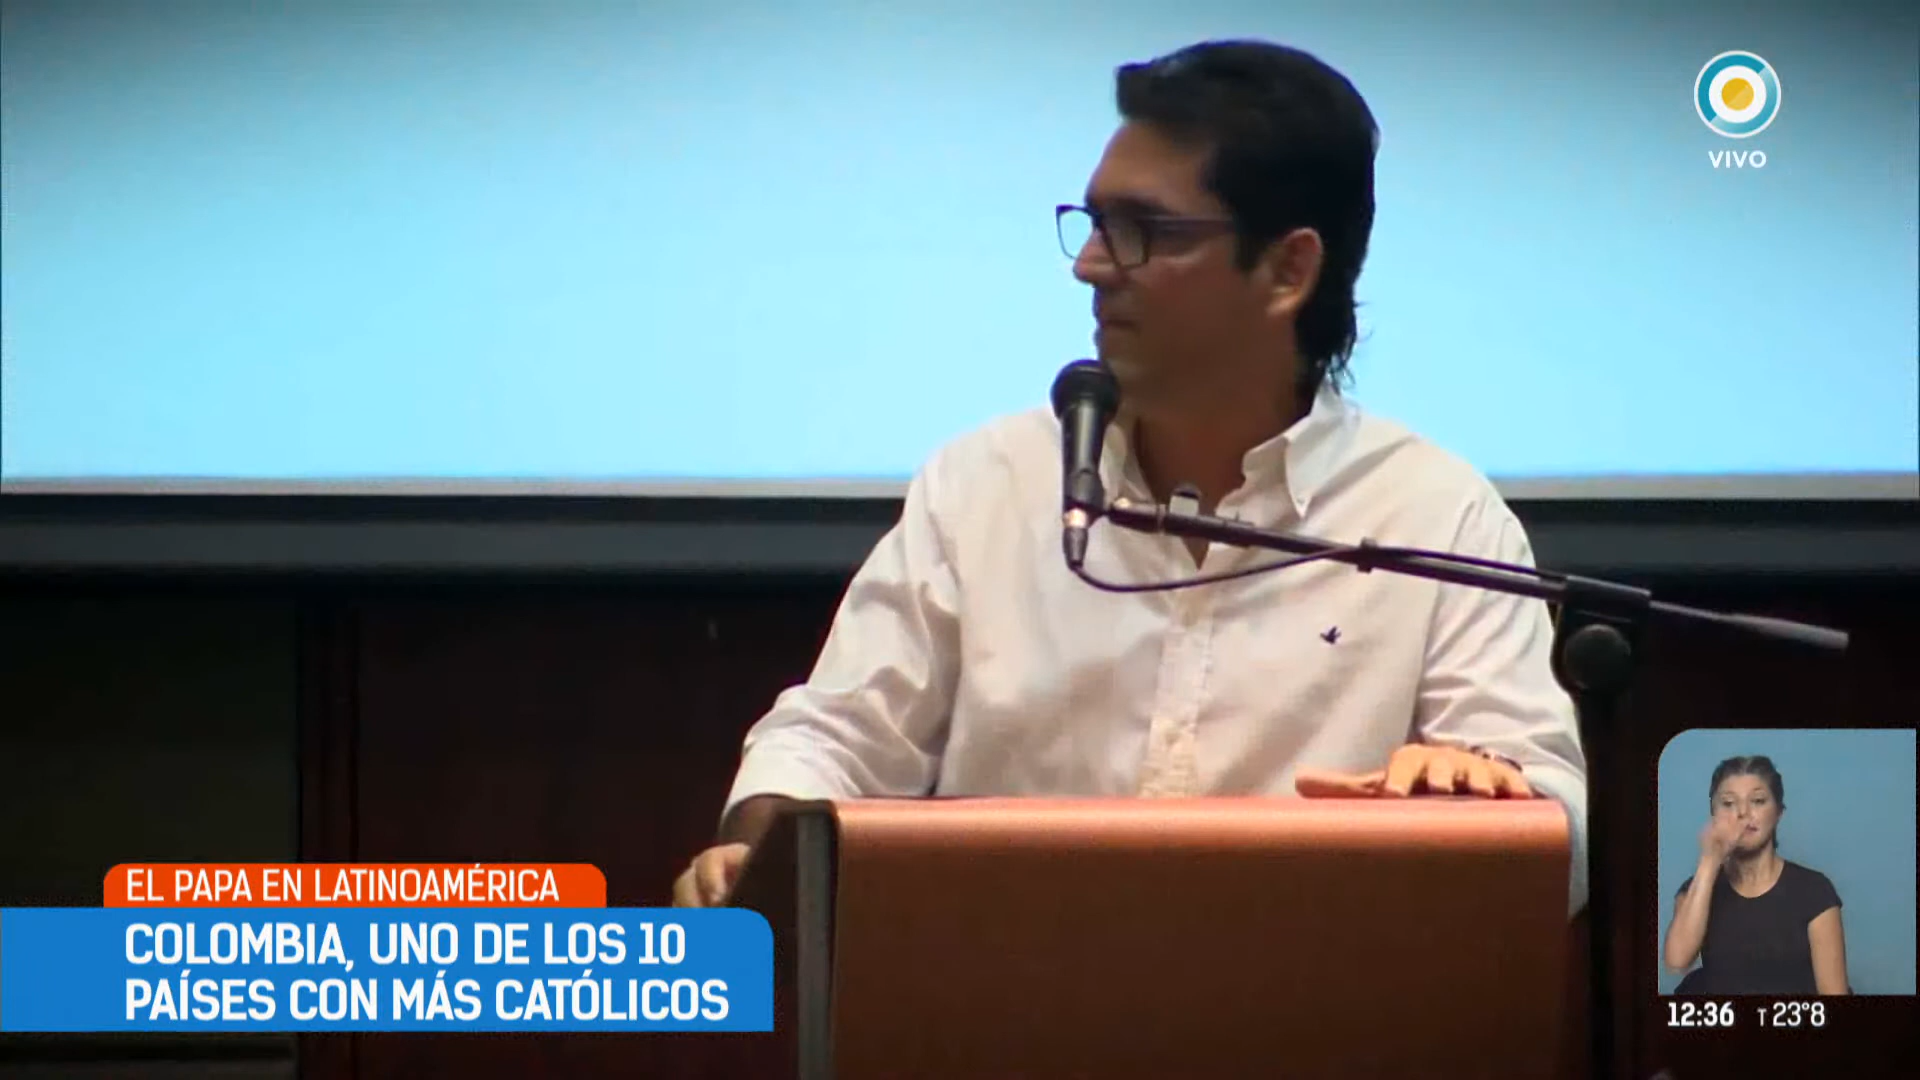 VIVO
EL PAPA EN LATINOAMÉRICA
COLOMBIA, UNO DE LOS 10
PAÍSES CON MÁS CATÓLICOS
12:36 T 23°8